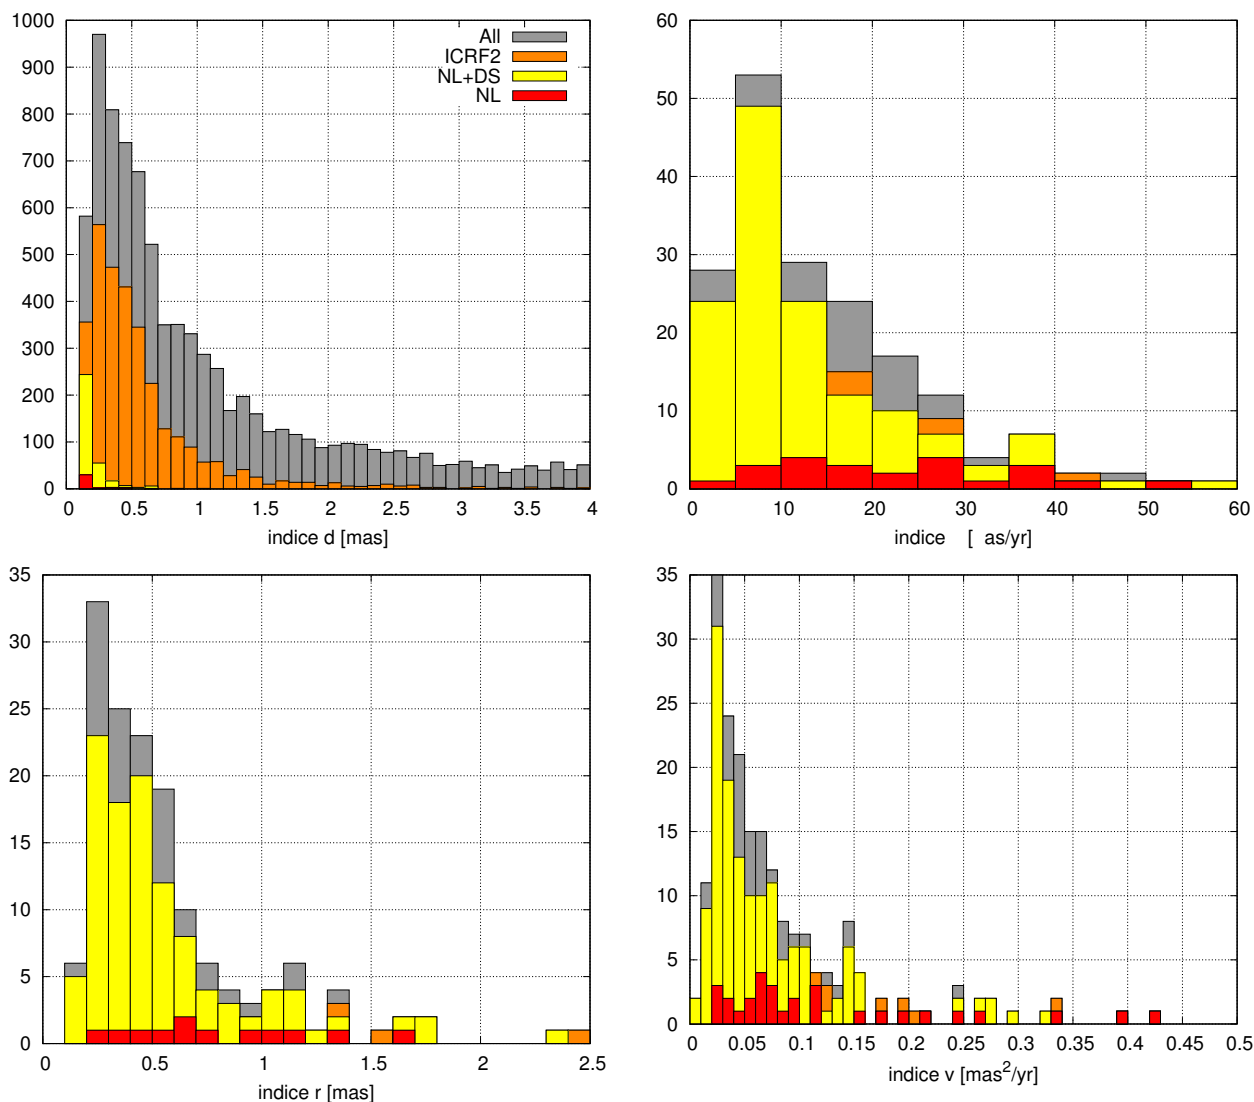 1000
900
800
700
600
500
400
300
200
100
0
All
ICRF2
NL+DS
NL
0 0.5 1 1.5 2 2.5 3 3.5 4
indice d [mas]
60
50
40
30
20
10
0
0 10 20 30 40 50 60
indice [ as/yr]
35
30
25
20
15
10
5
0
0 0.5 1 1.5 2 2.5
indice r [mas]
35
30
25
20
15
10
5
0
0 0.05 0.1 0.15 0.2 0.25 0.3 0.35 0.4 0.45 0.5
indice v [mas²/yr]